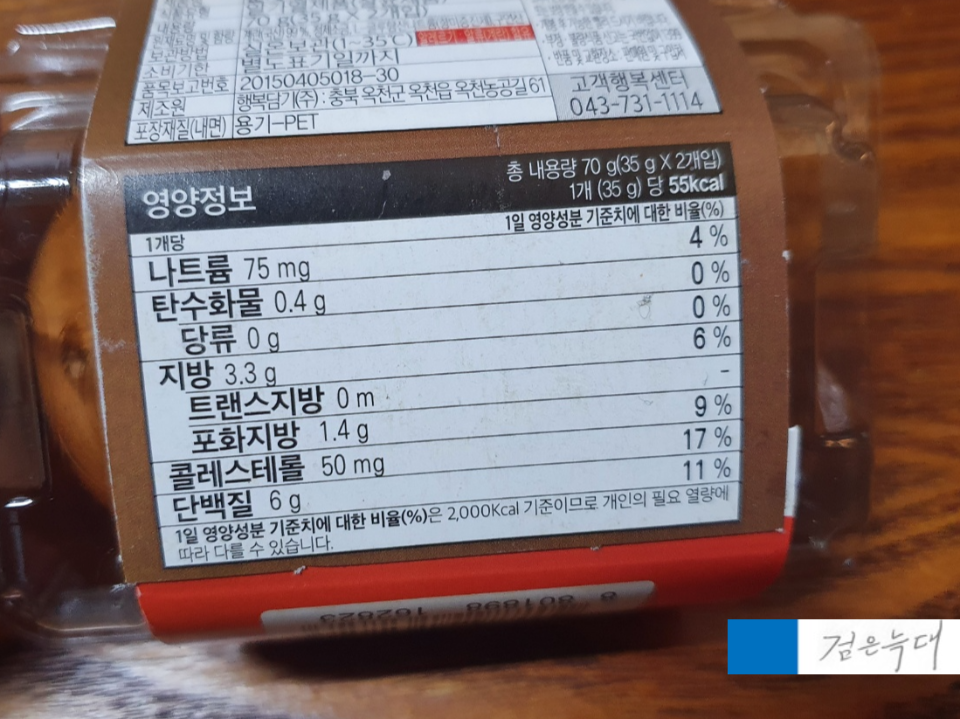 70 g(35 g X 2개입)
실온보관(1~35℃)
소비기한 별도표기일까지
품목보고번호 20150405018-30
제조원 행복담기(주) : 충북 옥천군 옥천읍 옥천농공길 61
포장재질(내면) 용기-PET
고객행복센터
043-731-1114
영양정보
총 내용량 70 g(35 g X 2개입)
1개 (35 g) 당 55kcal
1개당 1일 영양성분 기준치에 대한 비율(%)
나트륨 75 mg 4 %
탄수화물 0.4 g 0 %
당류 0 g 0 %
지방 3.3 g 6 %
트랜스지방 0 m -
포화지방 1.4 g 9 %
콜레스테롤 50 mg 17 %
단백질 6 g 11 %
1일 영양성분 기준치에 대한 비율(%)은 2,000Kcal 기준이므로 개인의 필요 열량에
따라 다를 수 있습니다.
검은늑대